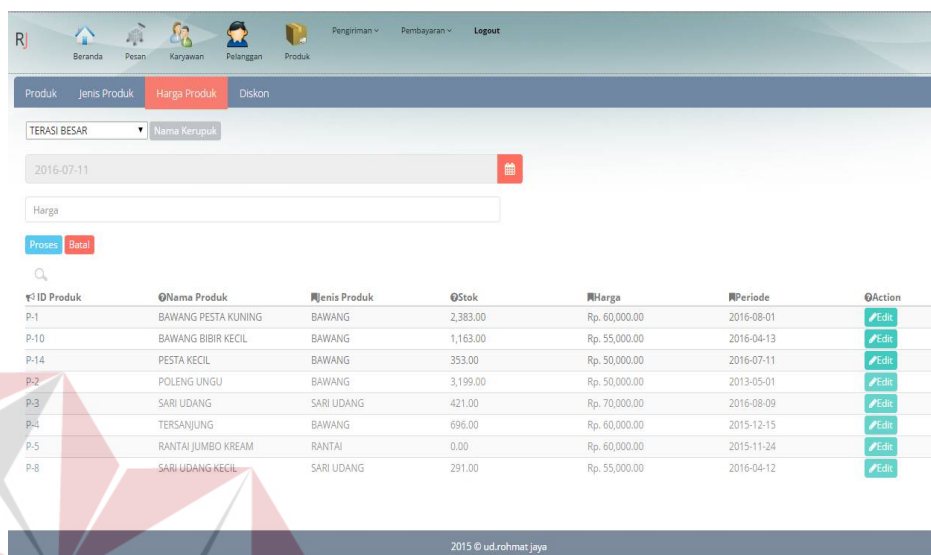 RJ
Beranda Pesan Karyawan Pelanggan Produk Pengiriman Pembayaran Logout
Produk Jenis Produk Harga Produk Diskon
TERASI BESAR Nama Kerupuk
2016-07-11
Harga
Proses Batal
ID Produk Nama Produk Jenis Produk Stok Harga Periode Action
P-1 BAWANG PESTA KUNING BAWANG 2,383.00 Rp. 60,000.00 2016-08-01 Edit
P-10 BAWANG BIBIR KECIL BAWANG 1,163.00 Rp. 55,000.00 2016-04-13 Edit
P-14 PESTA KECIL BAWANG 353.00 Rp. 50,000.00 2016-07-11 Edit
P-2 POLENG UNGU BAWANG 3,199.00 Rp. 50,000.00 2013-05-01 Edit
P-3 SARI UDANG SARI UDANG 421.00 Rp. 70,000.00 2016-08-09 Edit
P-4 TERSANJUNG BAWANG 696.00 Rp. 60,000.00 2015-12-15 Edit
P-5 RANTAI JUMBO KREAM RANTAI 0.00 Rp. 60,000.00 2015-11-24 Edit
P-8 SARI UDANG KECIL SARI UDANG 291.00 Rp. 55,000.00 2016-04-12 Edit
2015 © ud.rohmat jaya